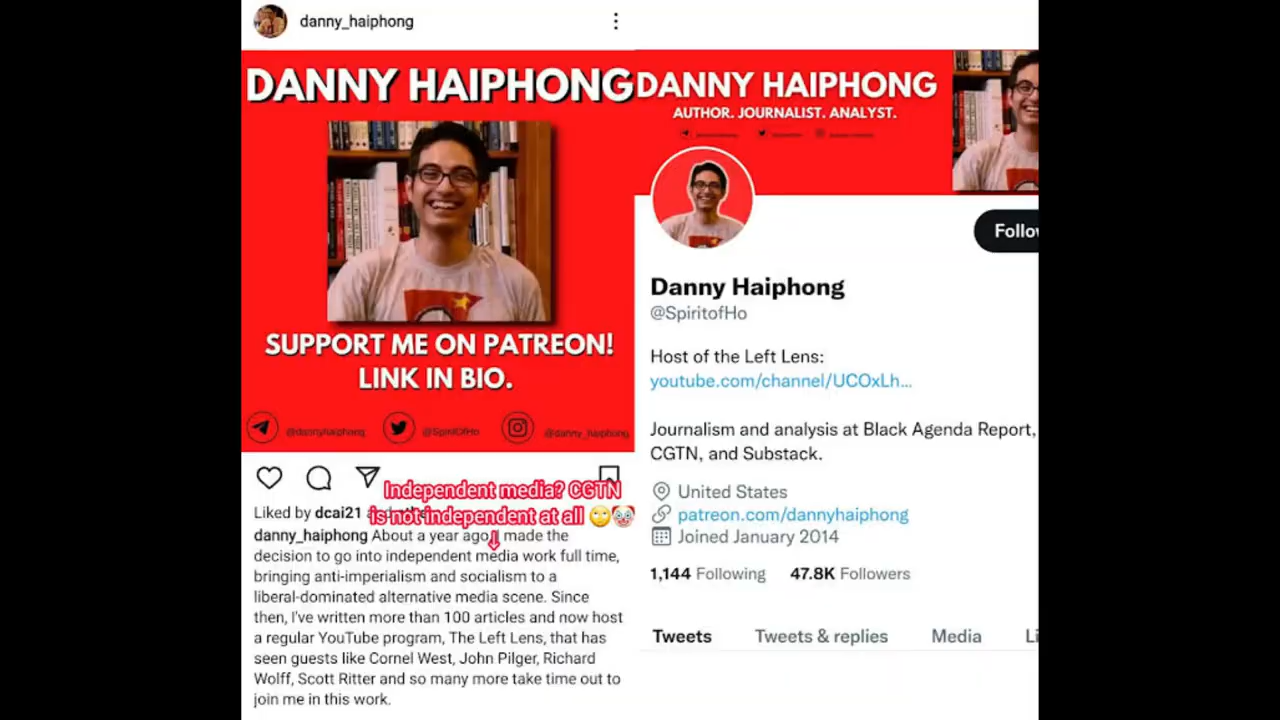 danny_haiphong
DANNY HAIPHONG
SUPPORT ME ON PATREON!
LINK IN BIO.
@dannyhaiphong
@SpiritOfHo
@danny_haiphong
Independent media? CGTN
is not independent at all 🙄🤡
Liked by dcai21
danny_haiphong About a year ago I made the
decision to go into independent media work full time,
bringing anti-imperialism and socialism to a
liberal-dominated alternative media scene. Since
then, I've written more than 100 articles and now host
a regular YouTube program, The Left Lens, that has
seen guests like Cornel West, John Pilger, Richard
Wolff, Scott Ritter and so many more take time out to
join me in this work.
DANNY HAIPHONG
AUTHOR. JOURNALIST. ANALYST.
Follow
Danny Haiphong
@SpiritofHo
Host of the Left Lens:
youtube.com/channel/UCOxLh...
Journalism and analysis at Black Agenda Report,
CGTN, and Substack.
United States
patreon.com/dannyhaiphong
Joined January 2014
1,144 Following 47.8K Followers
Tweets Tweets & replies Media Li